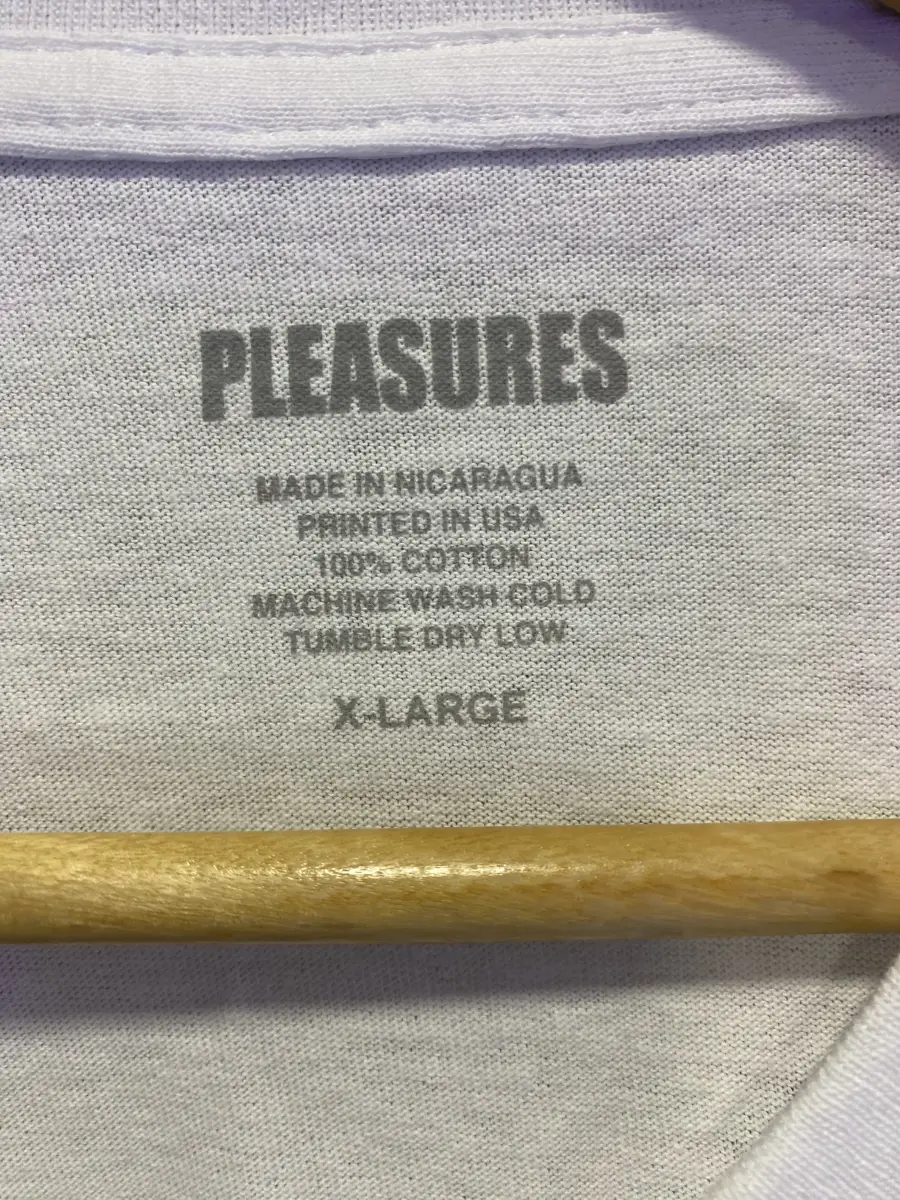 PLEASURES
MADE IN NICARAGUA
PRINTED IN USA
100% COTTON
MACHINE WASH COLD
TUMBLE DRY LOW
X-LARGE